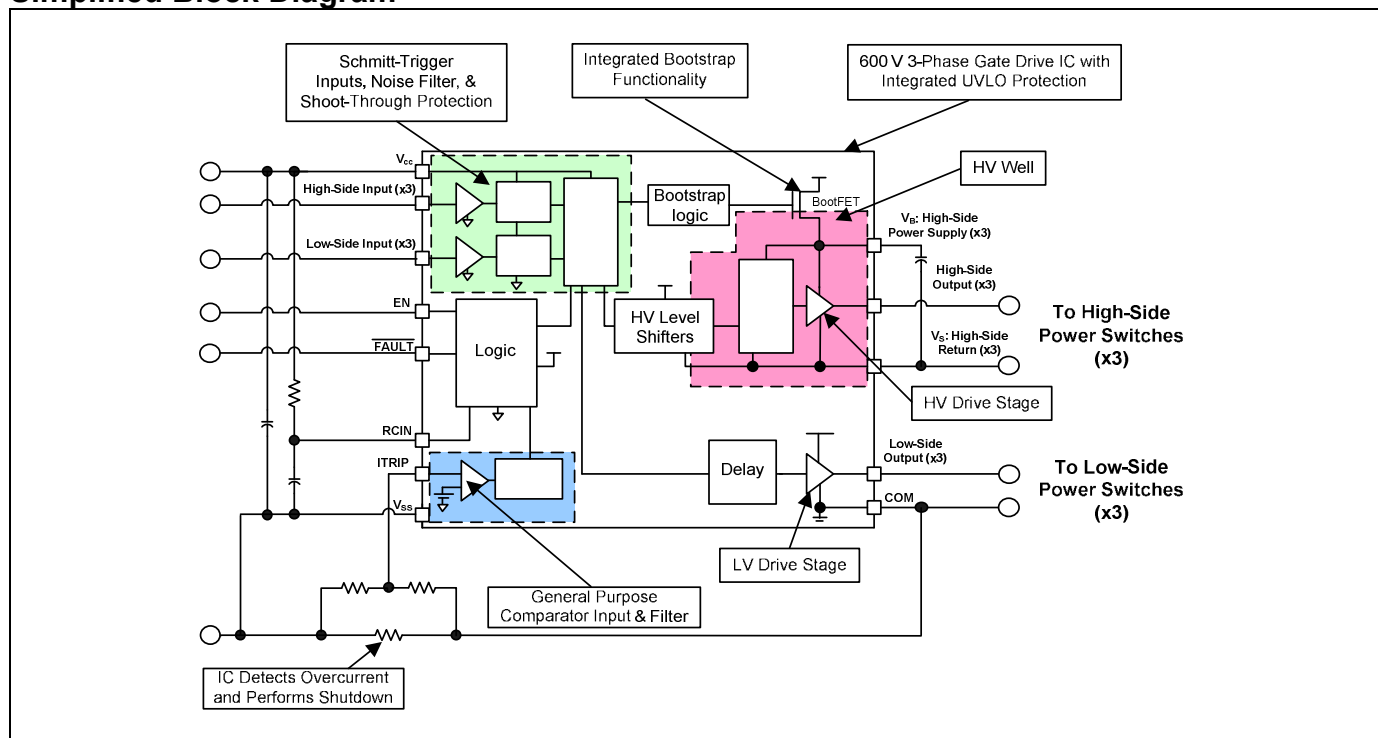 Simplified Block Diagram
Schmitt-Trigger
Inputs, Noise Filter, &
Shoot-Through Protection
Integrated Bootstrap
Functionality
600 V 3-Phase Gate Drive IC with
Integrated UVLO Protection
HV Well
Vcc
High-Side Input (x3)
Low-Side Input (x3)
EN
FAULT
RCIN
ITRIP
VSS
Bootstrap
logic
BootFET
HV Level
Shifters
Logic
Delay
VB: High-Side
Power Supply (x3)
High-Side
Output (x3)
VS: High-Side
Return (x3)
To High-Side
Power Switches
(x3)
HV Drive Stage
Low-Side
Output (x3)
COM
To Low-Side
Power Switches
(x3)
LV Drive Stage
General Purpose
Comparator Input & Filter
IC Detects Overcurrent
and Performs Shutdown